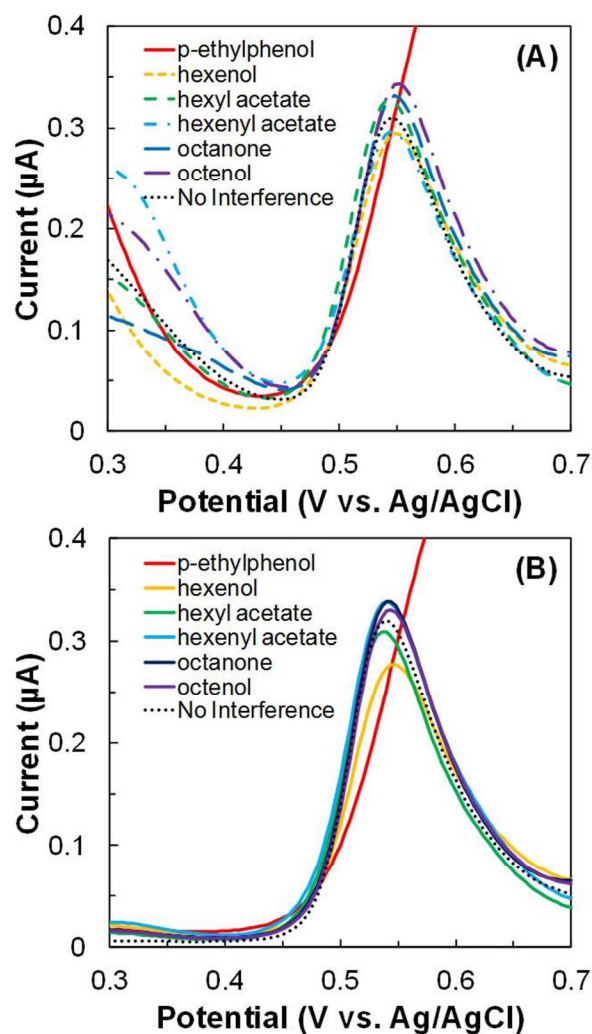 0.4
(A)
p-ethylphenol
hexenol
0.3
hexyl acetate
hexenyl acetate
octanone
octenol
0.2
No Interference
Current (µA)
0.1
0
0.3 0.4 0.5 0.6 0.7
Potential (V vs. Ag/AgCl)
0.4
(B)
p-ethylphenol
hexenol
0.3
hexyl acetate
hexenyl acetate
octanone
octenol
0.2
No Interference
Current (µA)
0.1
0
0.3 0.4 0.5 0.6 0.7
Potential (V vs. Ag/AgCl)